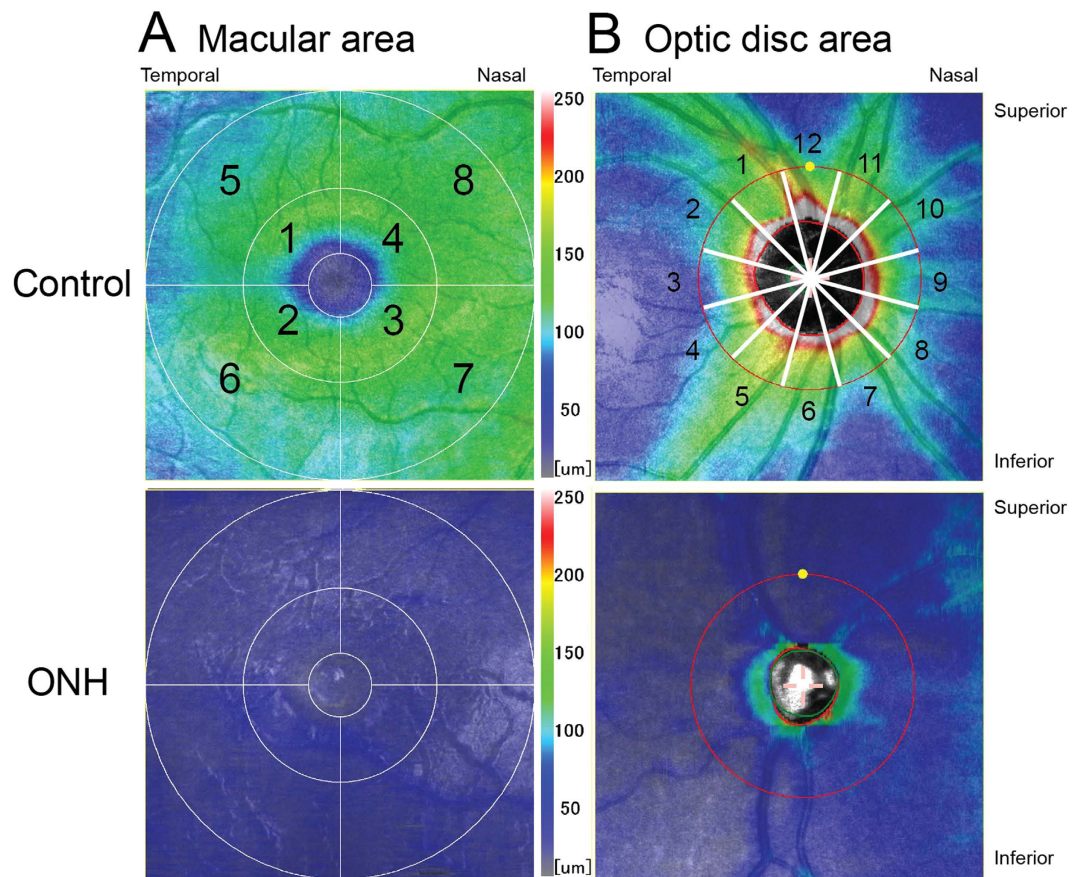 A Macular area
B Optic disc area
Temporal
Nasal
Temporal
Nasal
Control
5
8
1
4
2
3
6
7
250
200
150
100
50
[um]
12
1
11
2
10
3
9
4
8
5
7
6
Superior
Inferior
ONH
250
200
150
100
50
[um]
Superior
Inferior